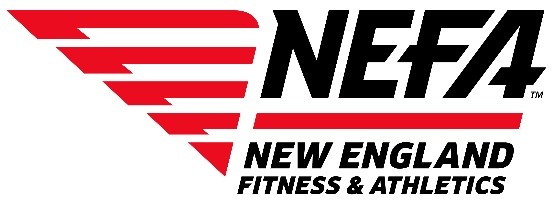 NEFA™
NEW ENGLAND
FITNESS & ATHLETICS